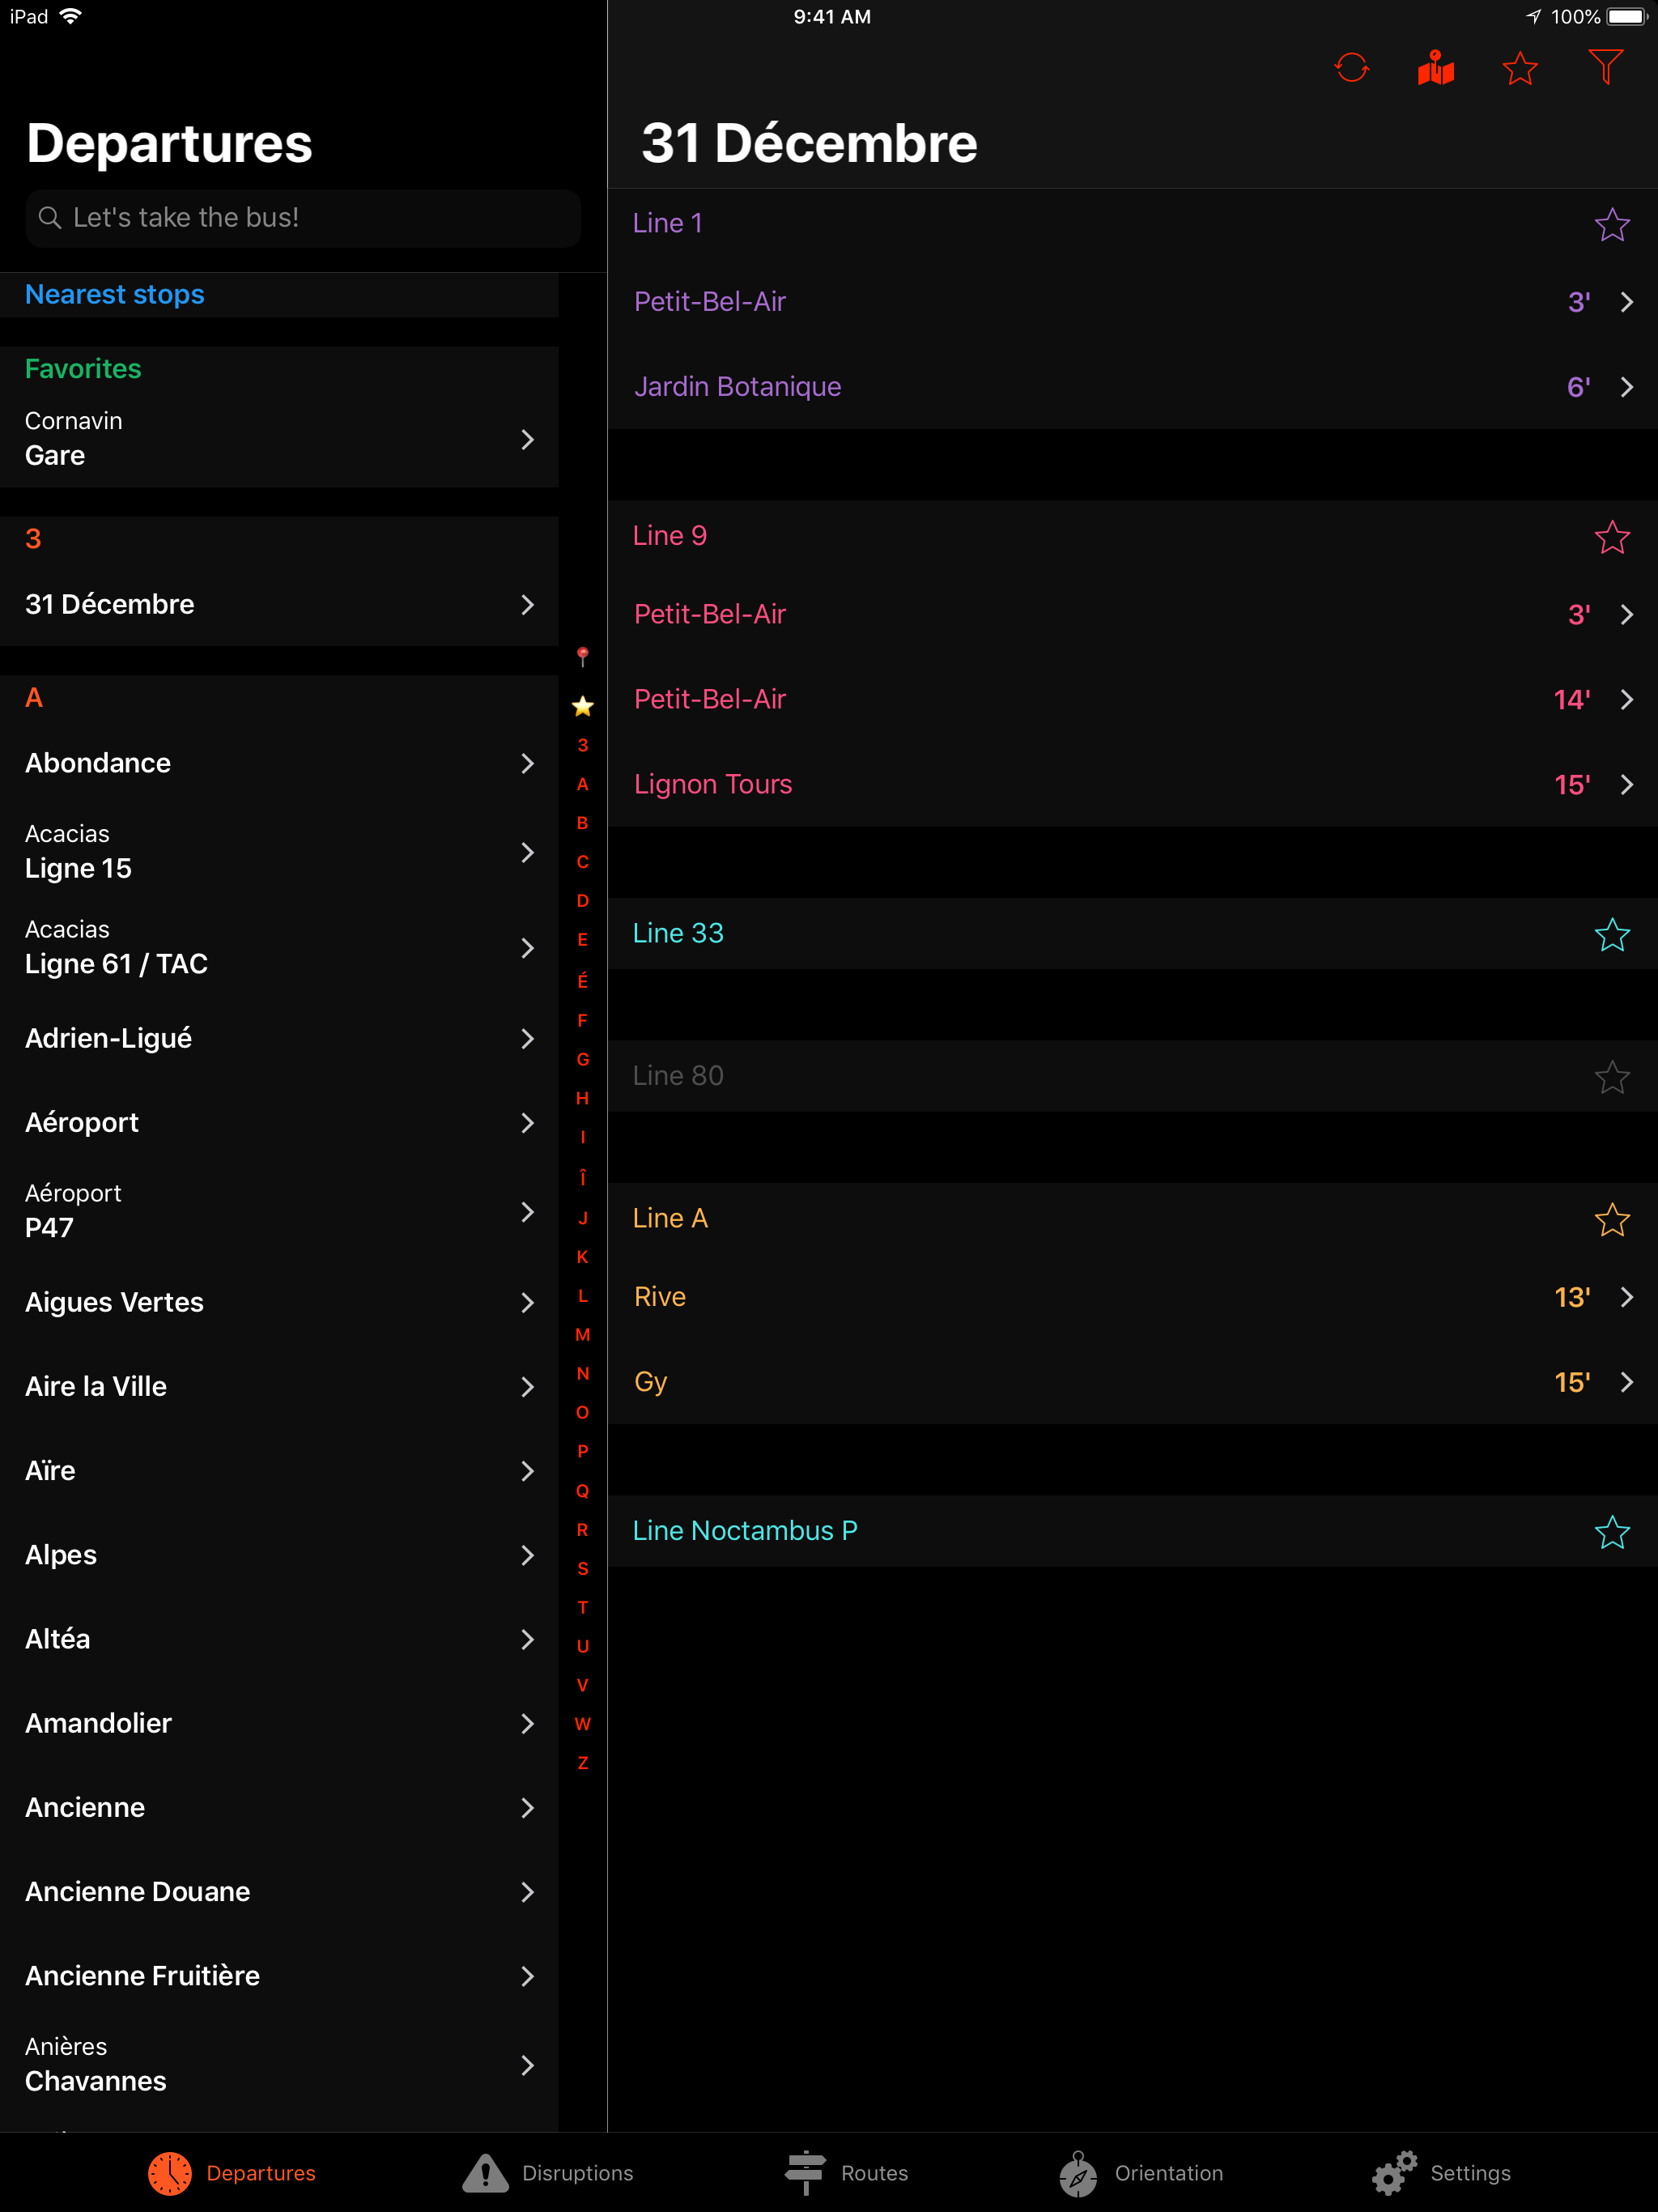 iPad
9:41 AM
100%
Departures
Let's take the bus!
Nearest stops
Favorites
Cornavin
Gare
3
31 Décembre
A
Abondance
Acacias
Ligne 15
Acacias
Ligne 61 / TAC
Adrien-Ligué
Aéroport
Aéroport
P47
Aigues Vertes
Aire la Ville
Aïre
Alpes
Altéa
Amandolier
Ancienne
Ancienne Douane
Ancienne Fruitière
Anières
Chavannes
3
A
B
C
D
E
É
F
G
H
I
Î
J
K
L
M
N
O
P
Q
R
S
T
U
V
W
Z
31 Décembre
Line 1
Petit-Bel-Air 3'
Jardin Botanique 6'
Line 9
Petit-Bel-Air 3'
Petit-Bel-Air 14'
Lignon Tours 15'
Line 33
Line 80
Line A
Rive 13'
Gy 15'
Line Noctambus P
Departures
Disruptions
Routes
Orientation
Settings